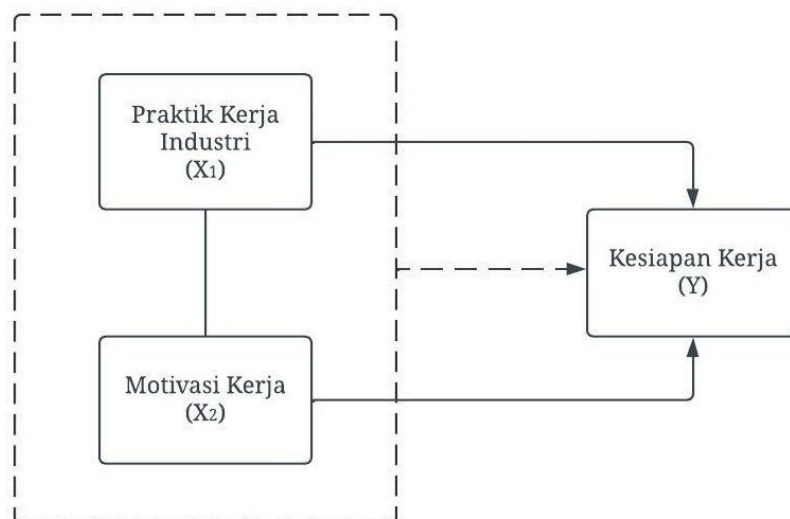 Praktik Kerja
Industri
(X₁)
Kesiapan Kerja
(Y)
Motivasi Kerja
(X₂)